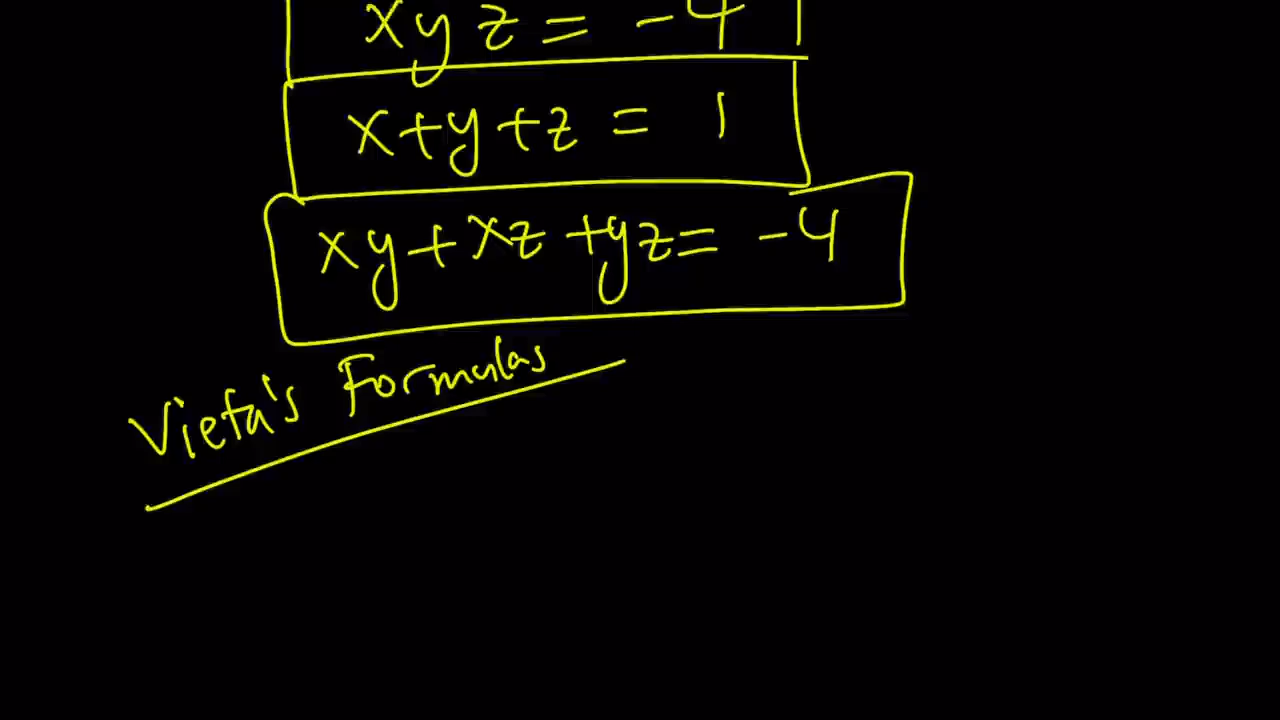 xyz = -4
x+y+z = 1
xy+xz+yz= -4
Vieta's Formulas